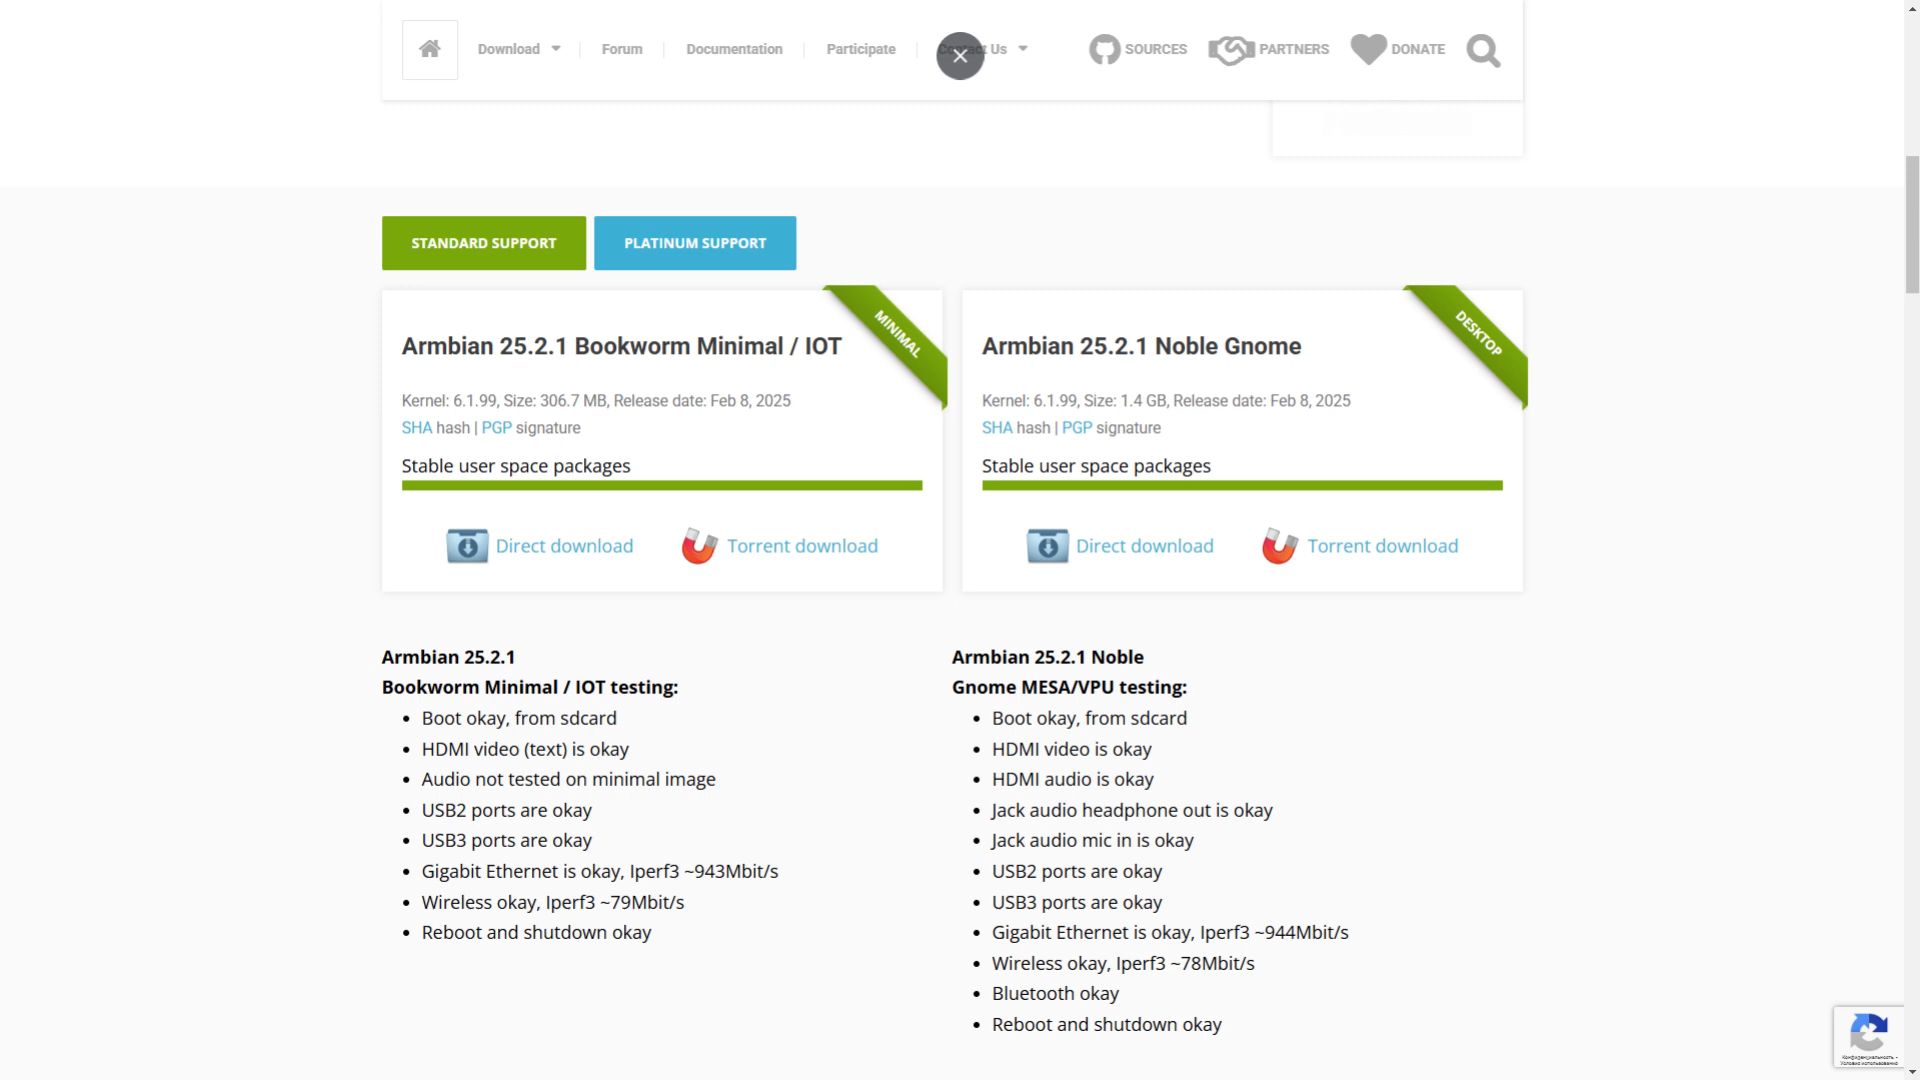 Download
Forum
Documentation
Participate
Us
SOURCES
PARTNERS
DONATE
STANDARD SUPPORT
PLATINUM SUPPORT
MINIMAL
Armbian 25.2.1 Bookworm Minimal / IOT
Kernel: 6.1.99, Size: 306.7 MB, Release date: Feb 8, 2025
SHA hash | PGP signature
Stable user space packages
Direct download
Torrent download
DESKTOP
Armbian 25.2.1 Noble Gnome
Kernel: 6.1.99, Size: 1.4 GB, Release date: Feb 8, 2025
SHA hash | PGP signature
Stable user space packages
Direct download
Torrent download
Armbian 25.2.1
Bookworm Minimal / IOT testing:
Boot okay, from sdcard
HDMI video (text) is okay
Audio not tested on minimal image
USB2 ports are okay
USB3 ports are okay
Gigabit Ethernet is okay, Iperf3 ~943Mbit/s
Wireless okay, Iperf3 ~79Mbit/s
Reboot and shutdown okay
Armbian 25.2.1 Noble
Gnome MESA/VPU testing:
Boot okay, from sdcard
HDMI video is okay
HDMI audio is okay
Jack audio headphone out is okay
Jack audio mic in is okay
USB2 ports are okay
USB3 ports are okay
Gigabit Ethernet is okay, Iperf3 ~944Mbit/s
Wireless okay, Iperf3 ~78Mbit/s
Bluetooth okay
Reboot and shutdown okay
Конфиденциальность -
Условия использования